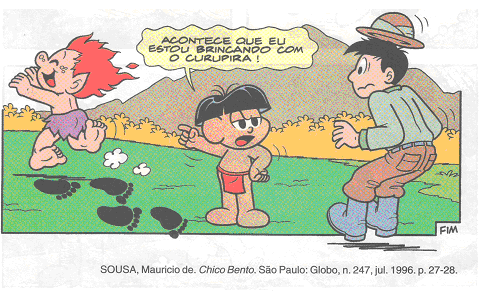 ACONTECE QUE EU
ESTOU BRINCANDO COM
O CURUPIRA!
FIM
SOUSA, Mauricio de. Chico Bento. São Paulo: Globo, n. 247, jul. 1996. p. 27-28.